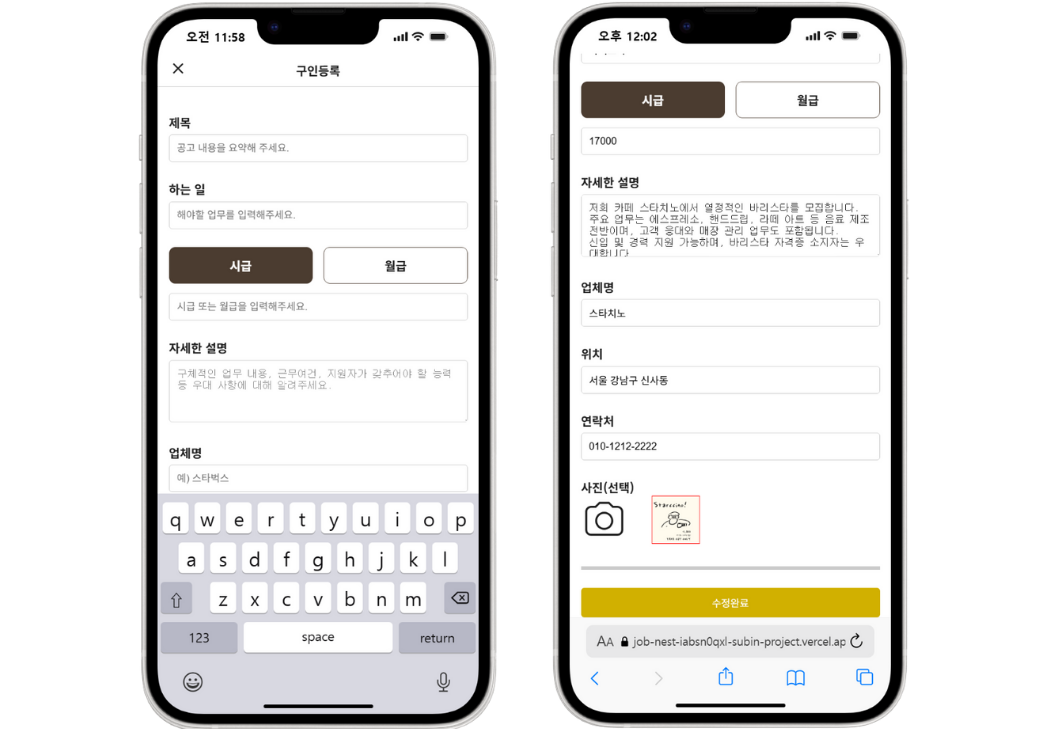 오전 11:58
구인등록
제목
공고 내용을 요약해 주세요.
하는 일
해야할 업무를 입력해주세요.
시급
월급
시급 또는 월급을 입력해주세요.
자세한 설명
구체적인 업무 내용, 근무여건, 지원자가 갖추어야 할 능력
등 우대 사항에 대해 알려주세요.
업체명
예) 스타벅스
q w e r t y u i o p
a s d f g h j k l
z x c v b n m
123 space return
오후 12:02
시급
월급
17000
자세한 설명
저희 카페 스타치노에서 열정적인 바리스타를 모집합니다.
주요 업무는 에스프레소, 핸드드립, 라떼 아트 등 음료 제조
전반이며, 고객 응대와 매장 관리 업무도 포함됩니다.
신입 및 경력 지원 가능하며, 바리스타 자격증 소지자는 우
대합니다
업체명
스타치노
위치
서울 강남구 신사동
연락처
010-1212-2222
사진(선택)
수정완료
AA job-nest-iabsn0qxl-subin-project.vercel.ap